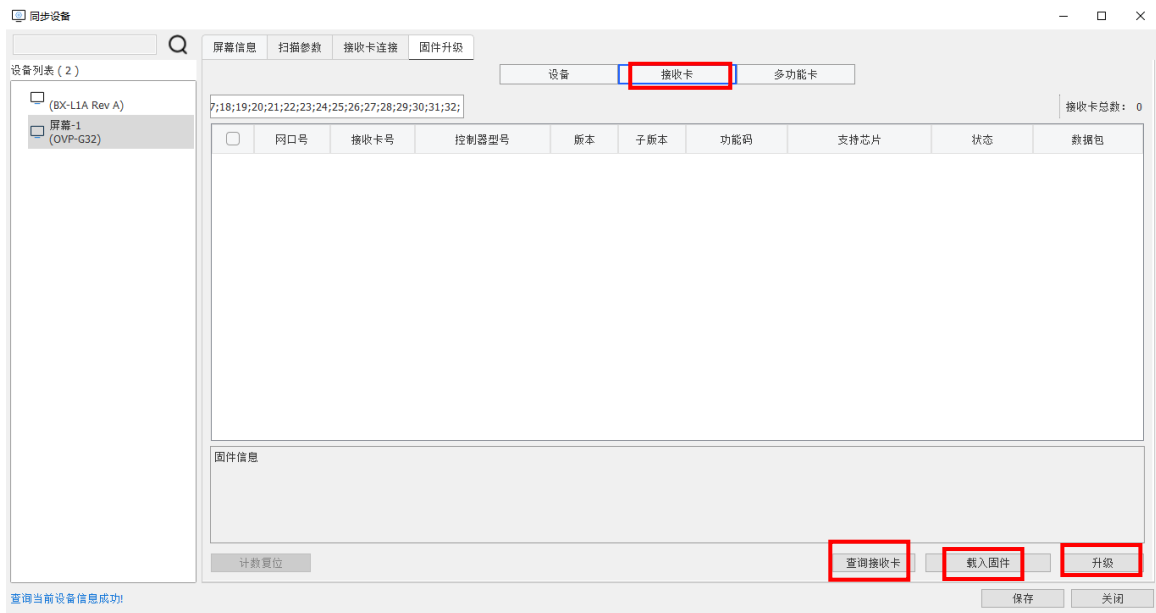 同步设备
设备列表 ( 2 )
(BX-L1A Rev A)
屏幕-1
(OVP-G32)
屏幕信息 扫描参数 接收卡连接 固件升级
设备 接收卡 多功能卡
7;18;19;20;21;22;23;24;25;26;27;28;29;30;31;32; 接收卡总数： 0
网口号 接收卡号 控制器型号 版本 子版本 功能码 支持芯片 状态 数据包
固件信息
计数复位 查询接收卡 载入固件 升级
查询当前设备信息成功! 保存 关闭